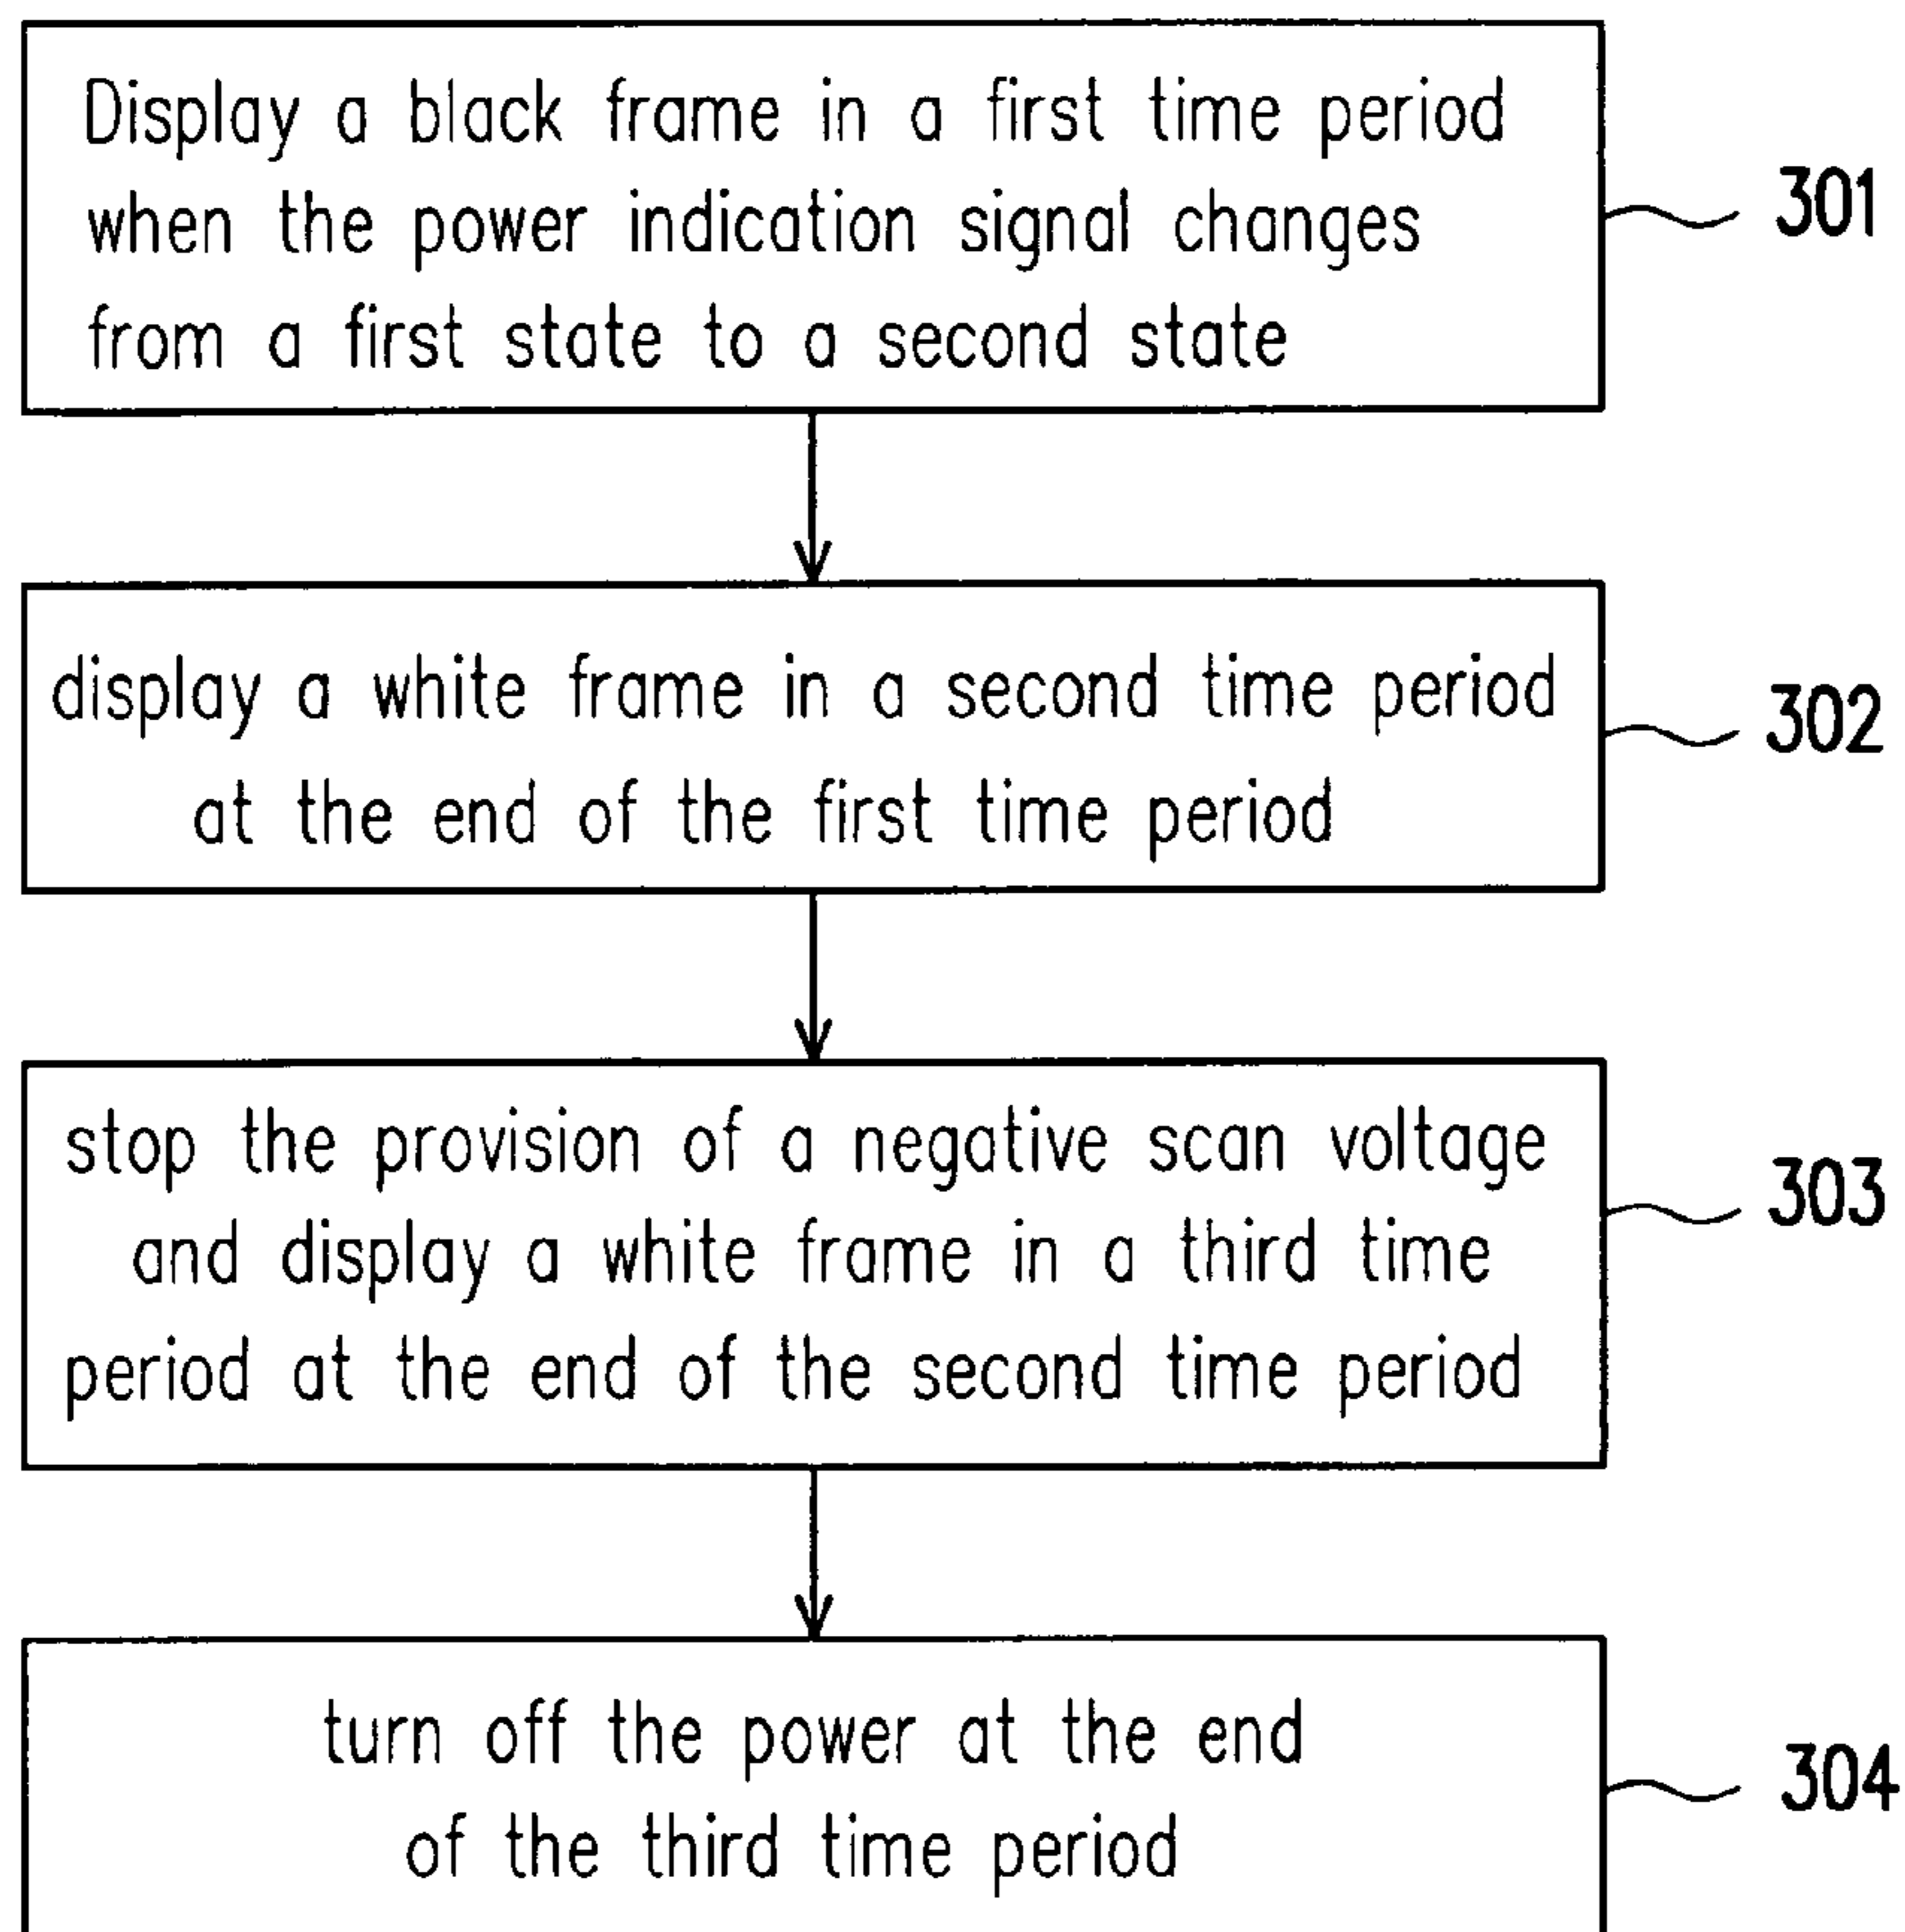 Display a black frame in a first time period
when the power indication signal changes
from a first state to a second state
301
display a white frame in a second time period
at the end of the first time period
302
stop the provision of a negative scan voltage
and display a white frame in a third time
period at the end of the second time period
303
turn off the power at the end
of the third time period
304